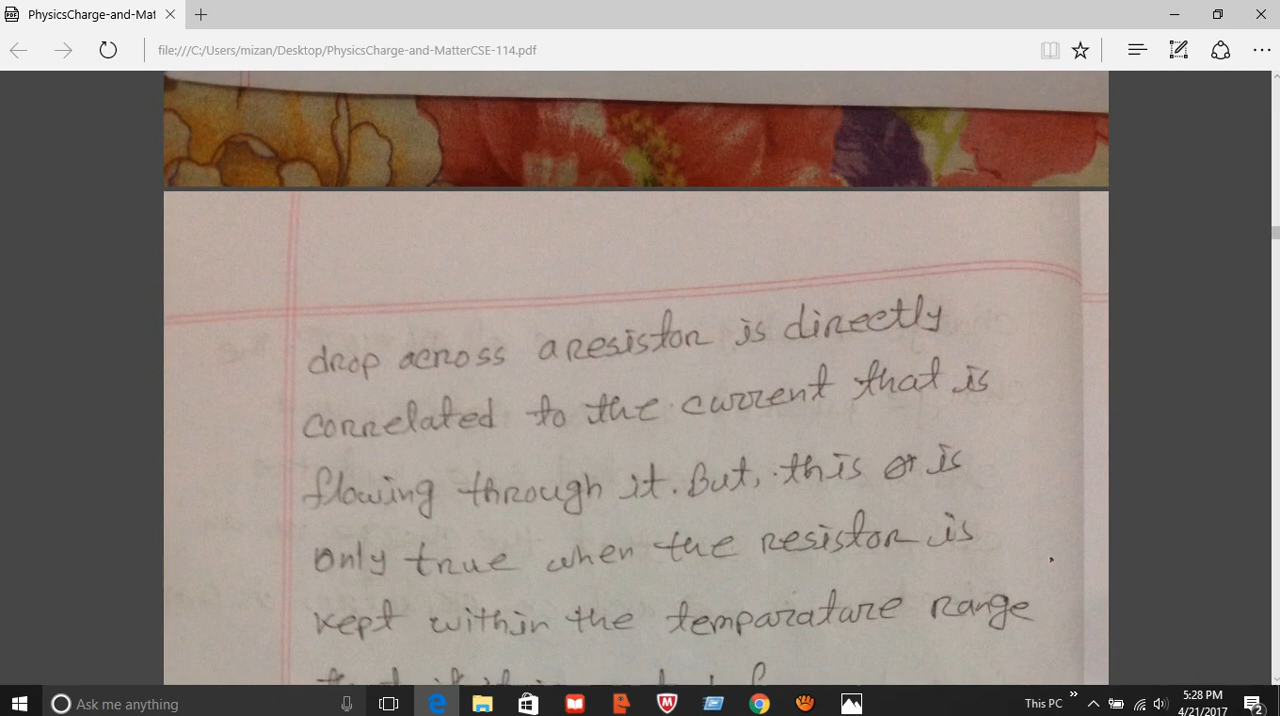 PhysicsCharge-and-Mat
file:///C:/Users/mizan/Desktop/PhysicsCharge-and-MatterCSE-114.pdf
drop across a resistor is directly
correlated to the current that is
flowing through it. But, this is
only true when the resistor is
kept within the temparature range
Ask me anything
This PC
5:28 PM
4/21/2017
2